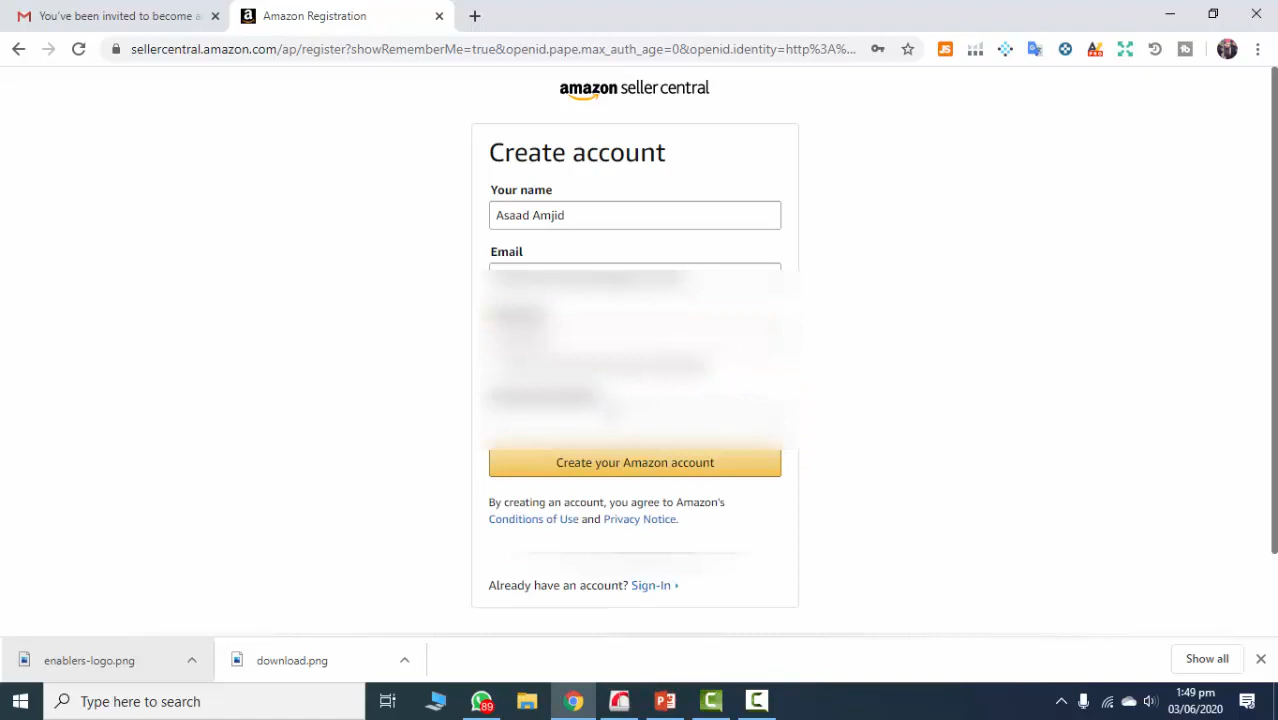 You've been invited to become a
Amazon Registration
sellercentral.amazon.com/ap/register?showRememberMe=true&openid.pape.max_auth_age=0&openid.identity=http%3A%...
amazon seller central
Create account
Your name
Asaad Amjid
Email
Create your Amazon account
By creating an account, you agree to Amazon's
Conditions of Use and Privacy Notice.
Already have an account? Sign-In
enablers-logo.png
download.png
Show all
Type here to search
89
1:49 pm
03/06/2020